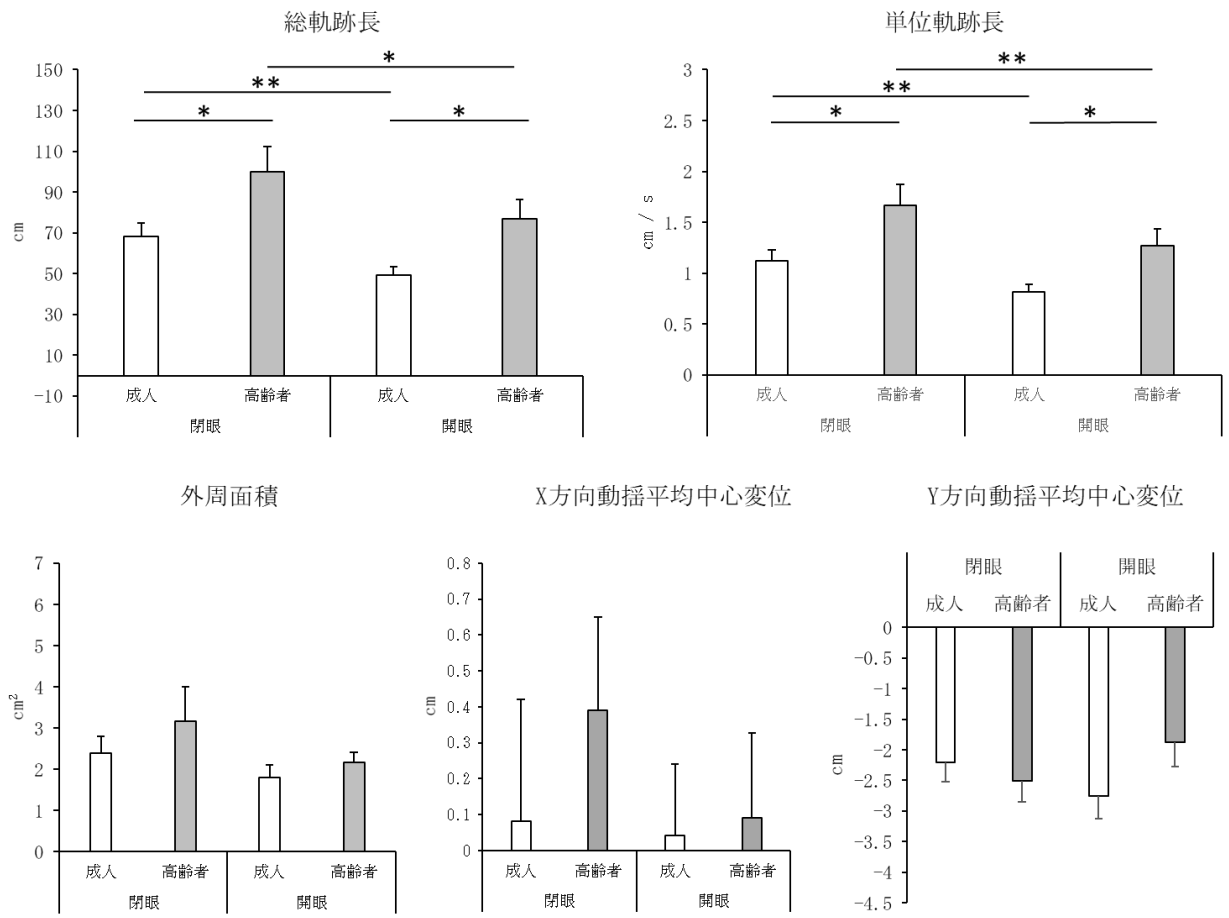 総軌跡長
単位軌跡長
*
**
*
*
150
130
110
90
70
50
30
10
-10
cm
成人
高齢者
成人
高齢者
閉眼
開眼
**
**
*
*
3
2.5
2
1.5
1
0.5
0
cm / s
成人
高齢者
成人
高齢者
閉眼
開眼
外周面積
X方向動揺平均中心変位
Y方向動揺平均中心変位
7
6
5
4
3
2
1
0
cm²
成人
高齢者
成人
高齢者
閉眼
開眼
0.8
0.7
0.6
0.5
0.4
0.3
0.2
0.1
0
cm
成人
高齢者
成人
高齢者
閉眼
開眼
閉眼
開眼
成人
高齢者
成人
高齢者
0
-0.5
-1
-1.5
-2
-2.5
-3
-3.5
-4
-4.5
cm